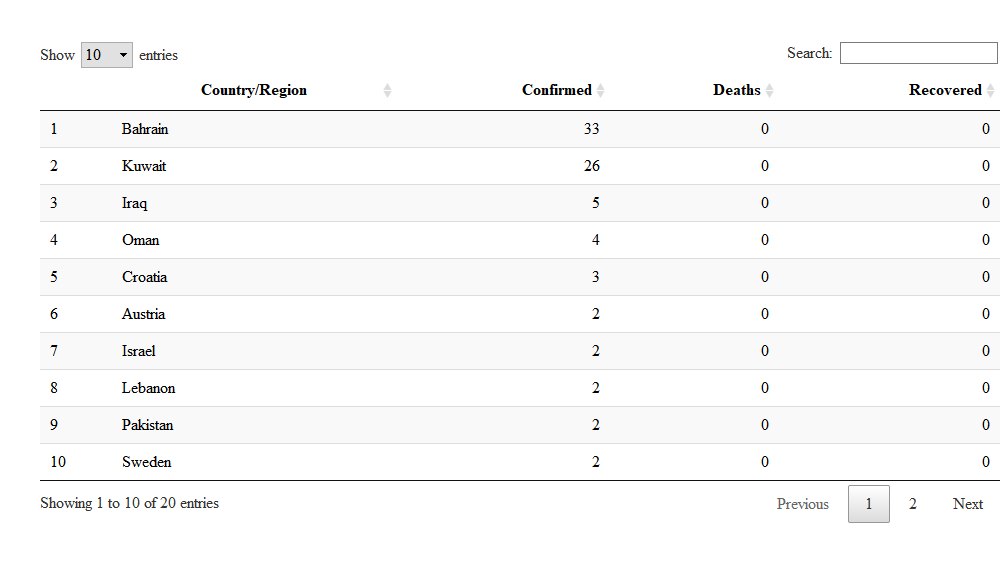 Show 10 entries Search:
Country/Region Confirmed Deaths Recovered
1 Bahrain 33 0 0
2 Kuwait 26 0 0
3 Iraq 5 0 0
4 Oman 4 0 0
5 Croatia 3 0 0
6 Austria 2 0 0
7 Israel 2 0 0
8 Lebanon 2 0 0
9 Pakistan 2 0 0
10 Sweden 2 0 0
Showing 1 to 10 of 20 entries Previous 1 2 Next